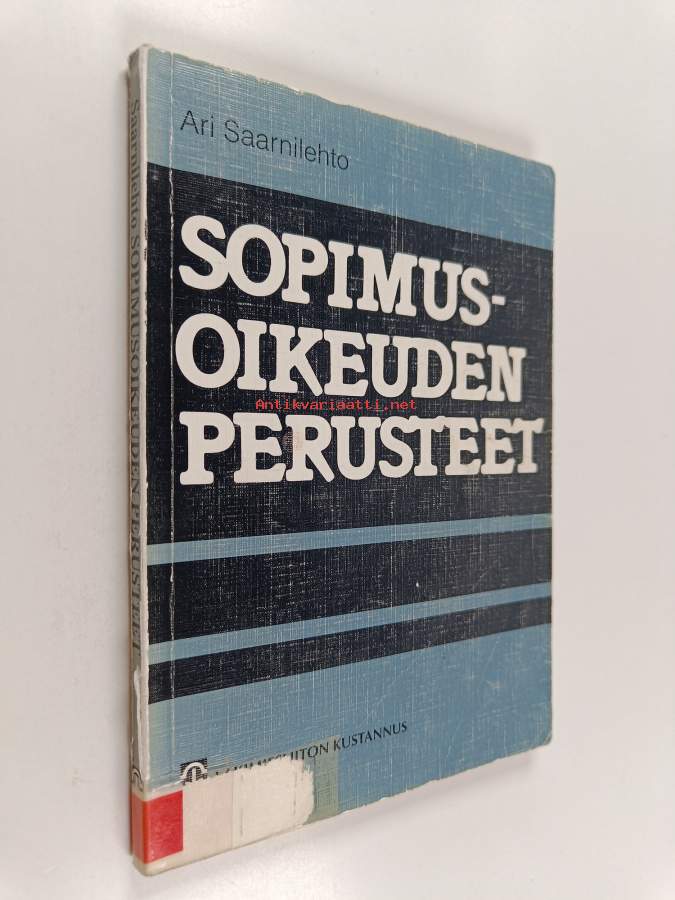 Ari Saarnilehto
SOPIMUS-
OIKEUDEN
PERUSTEET
Antikvariaatti.net
KUSTANNUS
Saarnilehto SOPIMUSOIKEUDEN PERUSTEET